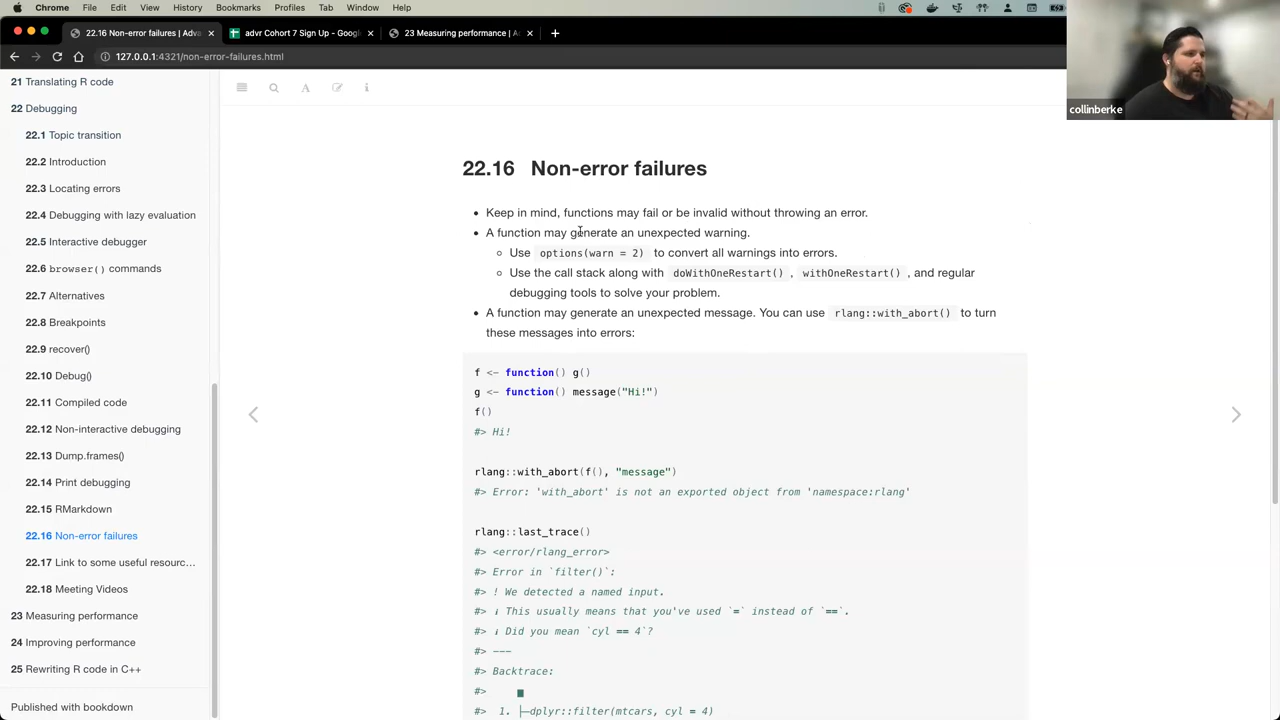 Chrome File Edit View History Bookmarks Profiles Tab Window Help
22.16 Non-error failures | Adva
advr Cohort 7 Sign Up - Googl
23 Measuring performance | A
127.0.0.1:4321/non-error-failures.html
collinberke
21 Translating R code
22 Debugging
22.1 Topic transition
22.2 Introduction
22.3 Locating errors
22.4 Debugging with lazy evaluation
22.5 Interactive debugger
22.6 browser() commands
22.7 Alternatives
22.8 Breakpoints
22.9 recover()
22.10 Debug()
22.11 Compiled code
22.12 Non-interactive debugging
22.13 Dump.frames()
22.14 Print debugging
22.15 RMarkdown
22.16 Non-error failures
22.17 Link to some useful resourc…
22.18 Meeting Videos
23 Measuring performance
24 Improving performance
25 Rewriting R code in C++
Published with bookdown
22.16 Non-error failures
Keep in mind, functions may fail or be invalid without throwing an error.
A function may generate an unexpected warning.
Use options(warn = 2) to convert all warnings into errors.
Use the call stack along with doWithOneRestart() , withOneRestart() , and regular
debugging tools to solve your problem.
A function may generate an unexpected message. You can use rlang::with_abort() to turn
these messages into errors:
f <- function() g()
g <- function() message("Hi!")
f()
#> Hi!
rlang::with_abort(f(), "message")
#> Error: 'with_abort' is not an exported object from 'namespace:rlang'
rlang::last_trace()
#> <error/rlang_error>
#> Error in `filter()`:
#> ! We detected a named input.
#> ℹ This usually means that you've used `=` instead of `==`.
#> ℹ Did you mean `cyl == 4`?
#> ---
#> Backtrace:
#> ▆
#> 1. ├─dplyr::filter(mtcars, cyl = 4)